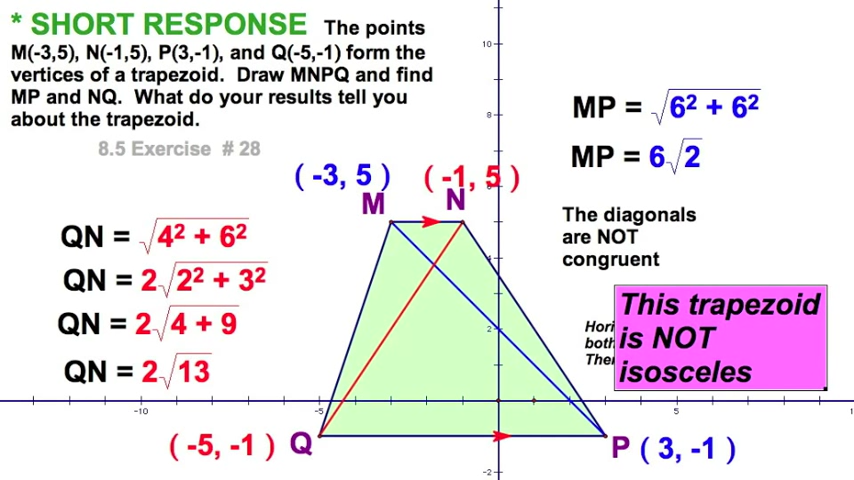 * SHORT RESPONSE The points
M(-3,5), N(-1,5), P(3,-1), and Q(-5,-1) form the
vertices of a trapezoid. Draw MNPQ and find
MP and NQ. What do your results tell you
about the trapezoid.
8.5 Exercise # 28
10
8
MP = √6² + 6²
MP = 6√2
( -3, 5 )
( -1, 5 )
M
N
The diagonals
are NOT
congruent
QN = √4² + 6²
QN = 2√2² + 3²
QN = 2√4 + 9
QN = 2√13
4
2
This trapezoid
is NOT
isosceles
-10
-5
5
( -5, -1 )
Q
P ( 3, -1 )
-2